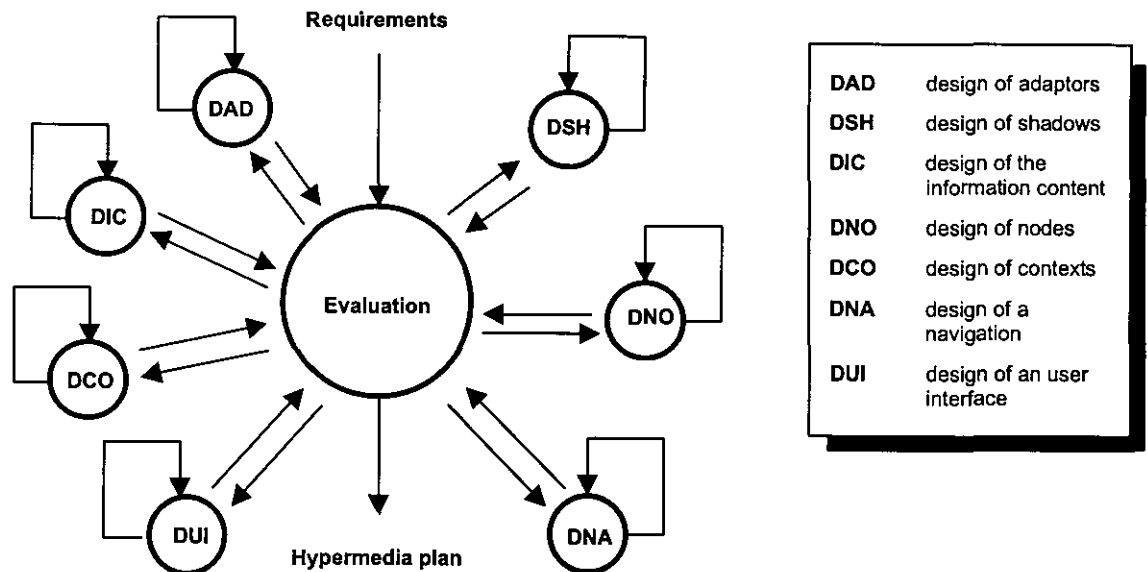 Requirements
DAD
DSH
DIC
Evaluation
DNO
DCO
DUI
DNA
Hypermedia plan
DAD design of adaptors
DSH design of shadows
DIC design of the
information content
DNO design of nodes
DCO design of contexts
DNA design of a
navigation
DUI design of an user
interface